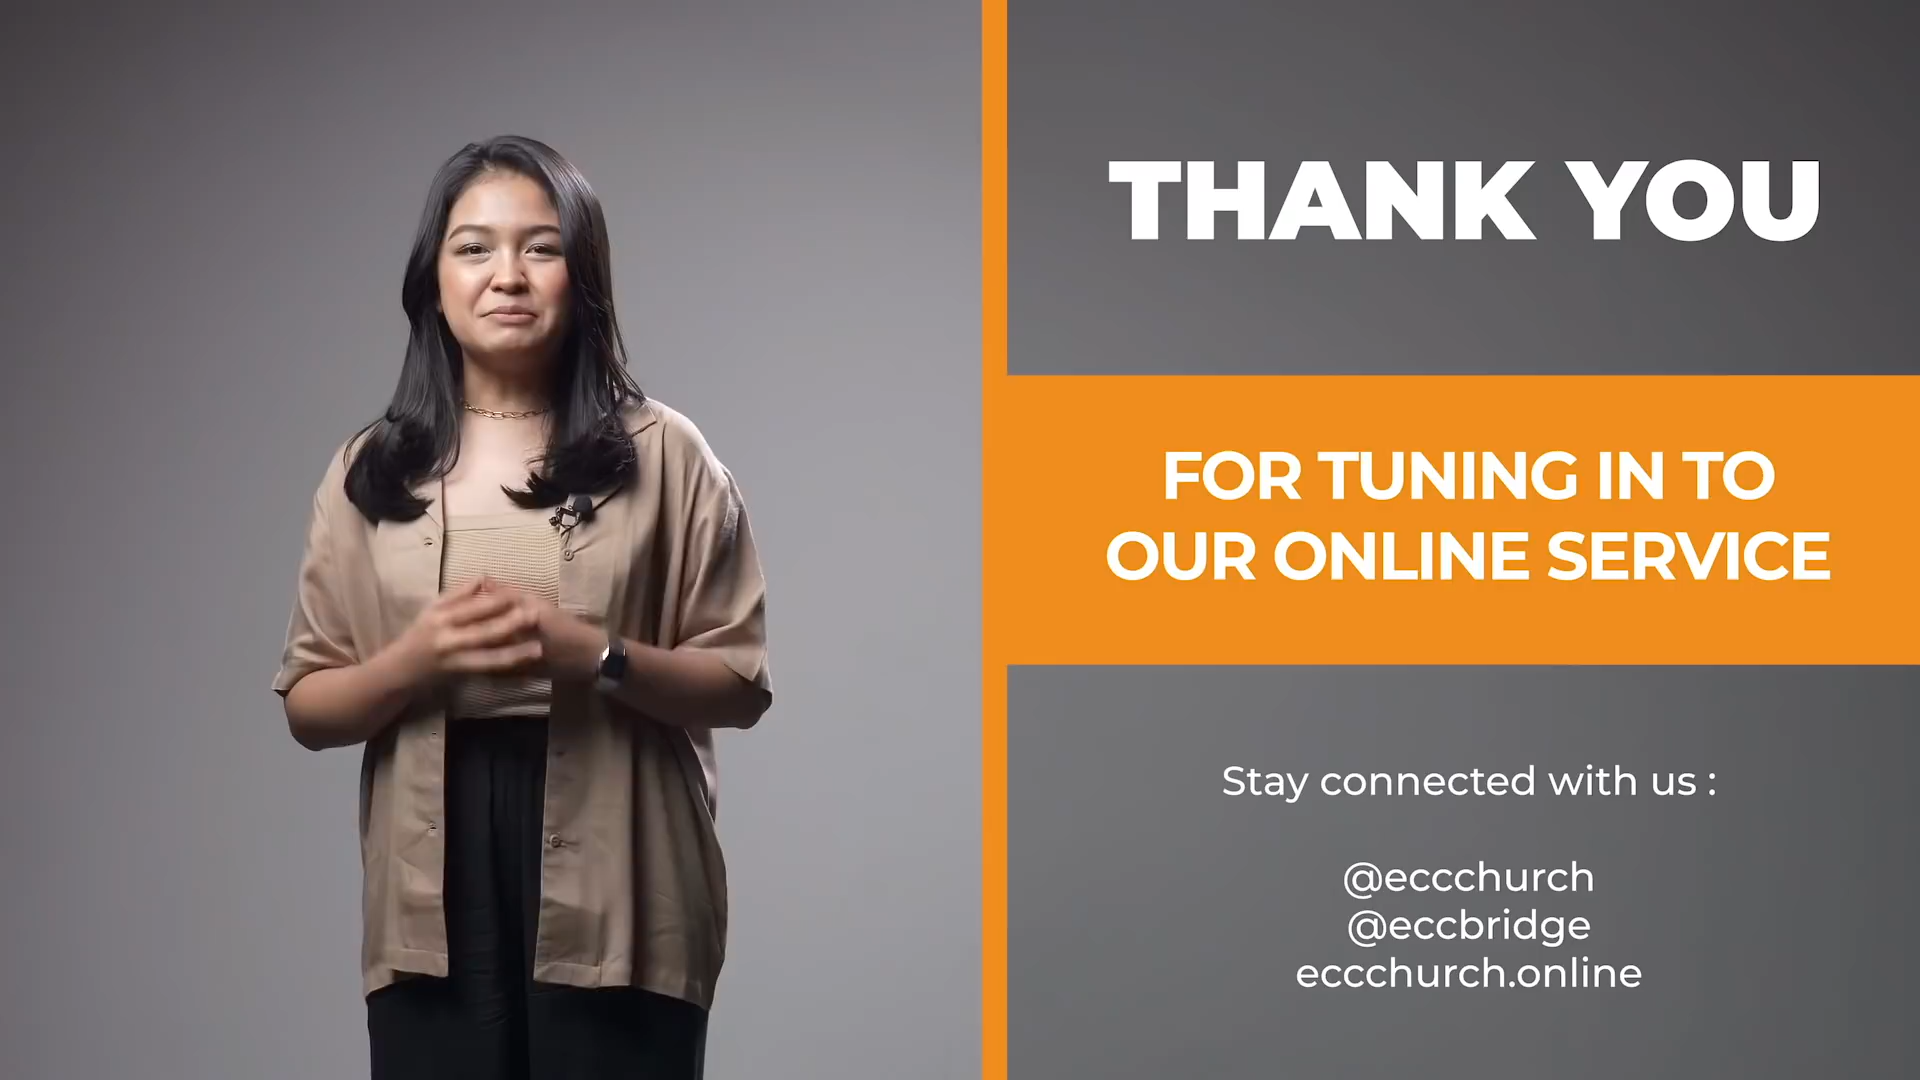 THANK YOU
FOR TUNING IN TO
OUR ONLINE SERVICE
Stay connected with us :
@eccchurch
@eccbridge
eccchurch.online